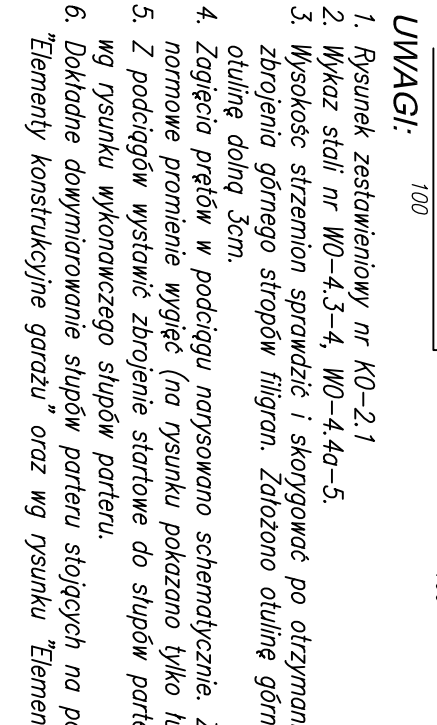 100
UWAGI:
1. Rysunek zestawieniowy nr KO-2.1
2. Wykaz stali nr WO-4.3-4, WO-4.4a-5.
3. Wysokośc strzemion sprawdzić i skorygować po otrzyman
zbrojenia górnego stropów filigran. Założono otulinę górn
otulinę dolną 3cm.
4. Zagięcia prętów w podciągu narysowano schematycznie.
normowe promienie wygięć (na rysunku pokazano tylko
5. Z podciągów wystawić zbrojenie startowe do słupów parte
wg rysunku wykonawczego słupów parteru.
6. Dokładne dowymiarowanie słupów parteru stojących na
"Elementy konstrukcyjne garażu" oraz wg rysunku "Elemen